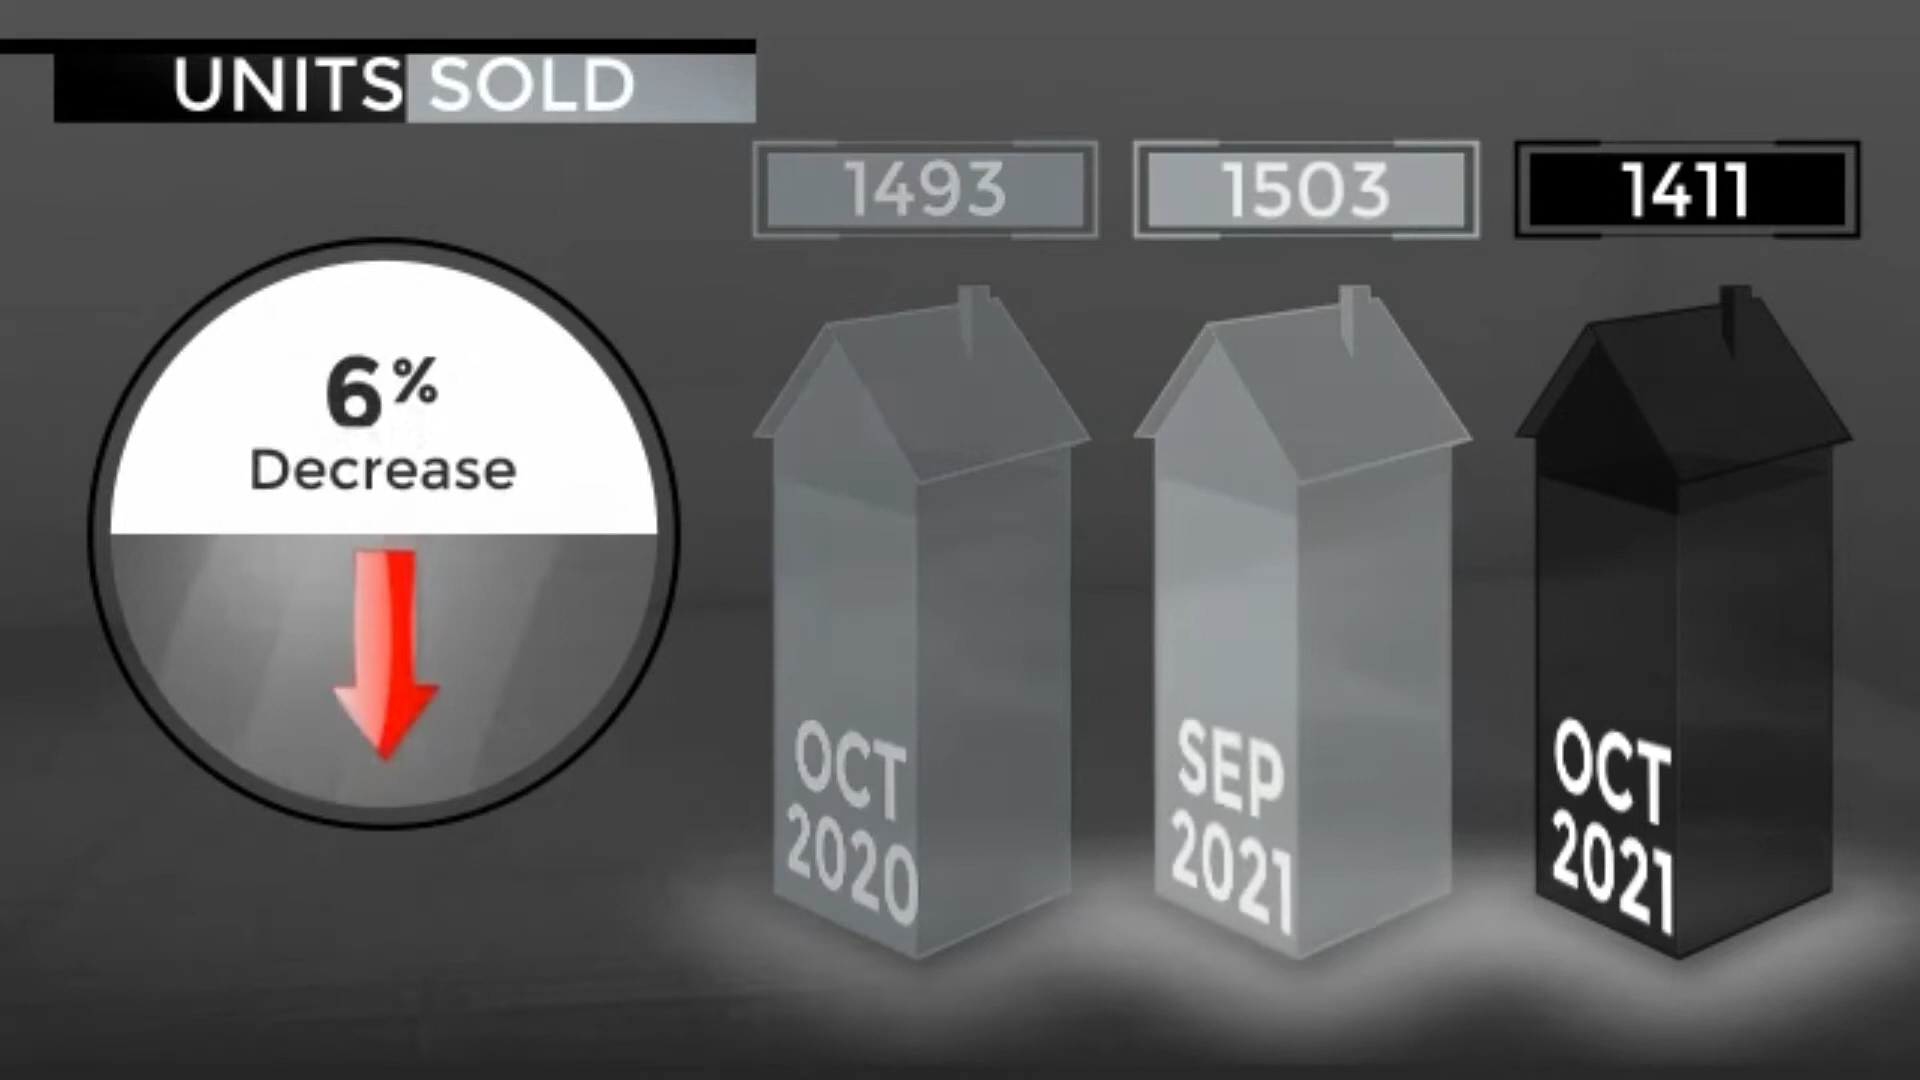 UNITS SOLD
1493
1503
1411
6%
Decrease
OCT
2020
SEP
2021
OCT
2021